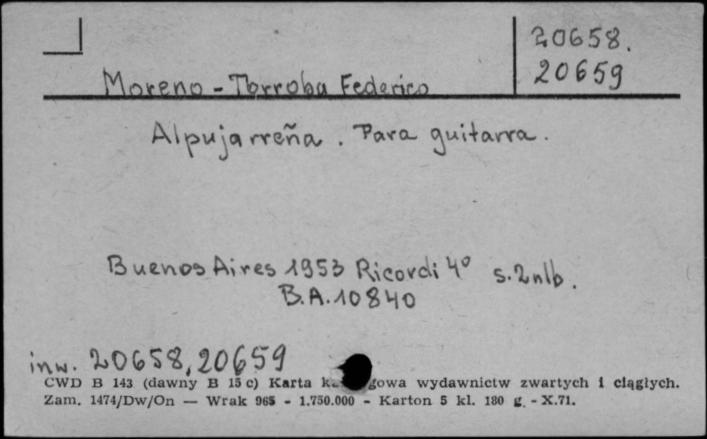 20658.
20659
Moreno - Torroba Federico
Alpujarreña. Para guitarra.
Buenos Aires 1953 Ricordi 4° s. 2 nlb.
B.A. 10840
inw. 20658, 20659
CWD B 143 (dawny B 15 c) Karta wydawnictw zwartych i ciągłych.
Zam. 1474/Dw/On — Wrak 965 - 1.750.000 - Karton 5 kl. 180 g. - X.71.